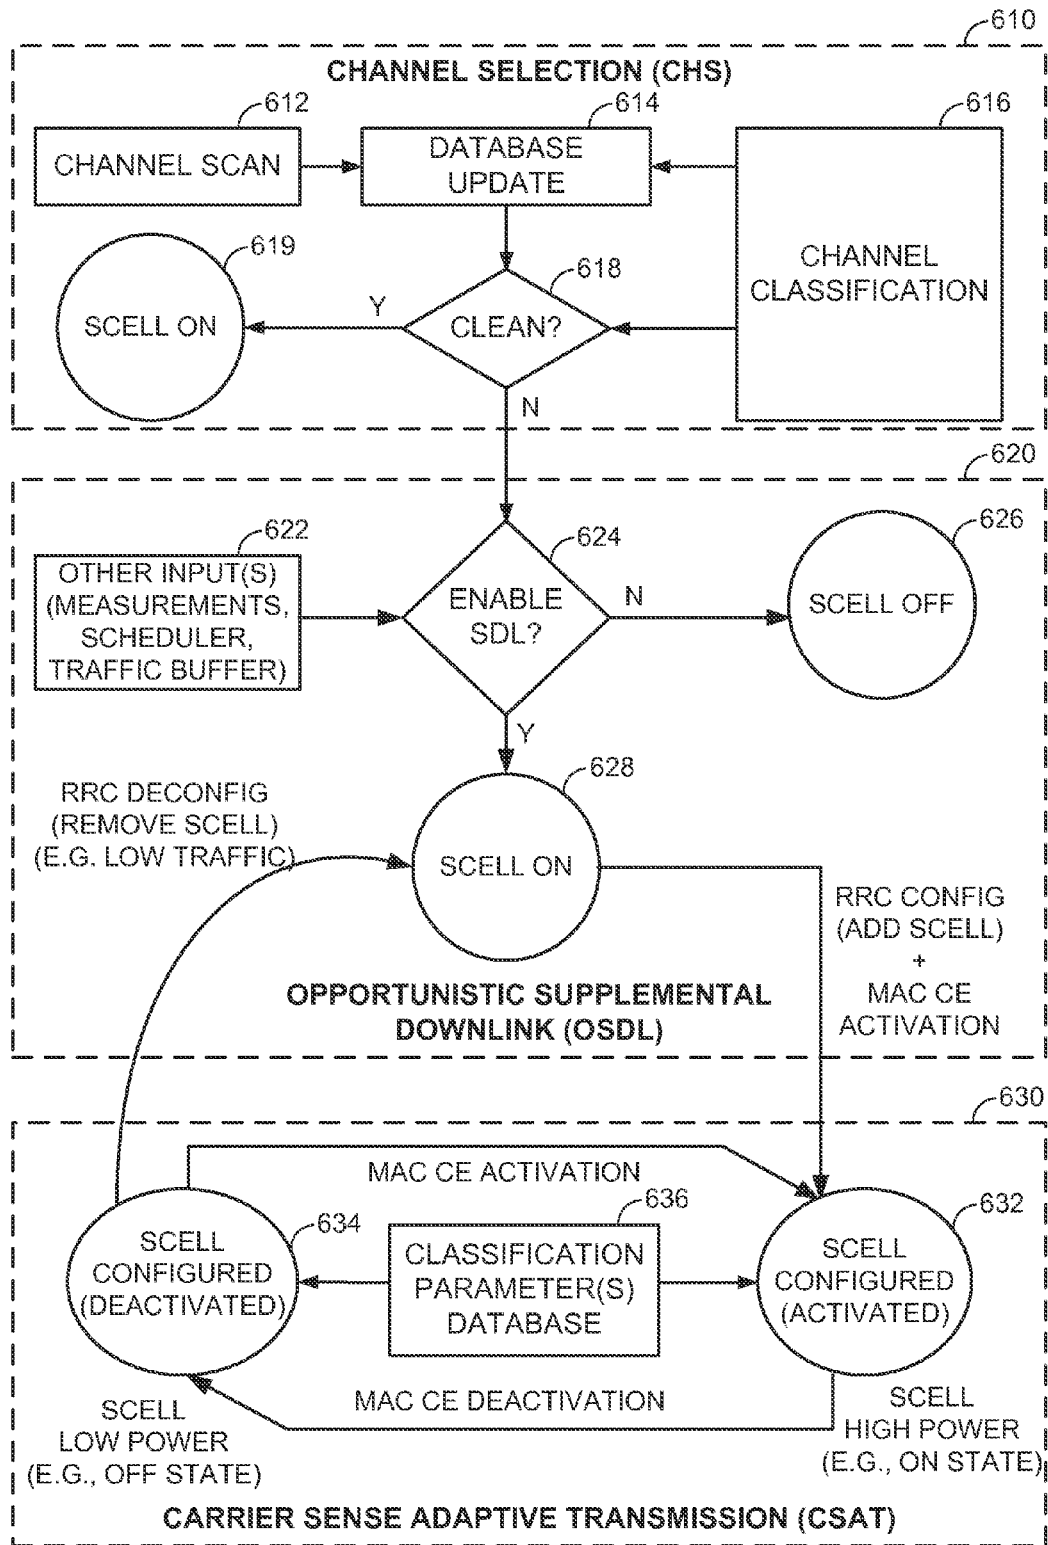 610
CHANNEL SELECTION (CHS)
612
614
616
CHANNEL SCAN
DATABASE
UPDATE
CHANNEL
CLASSIFICATION
619
618
SCELL ON
Y
CLEAN?
N
620
622
624
626
OTHER INPUT(S)
(MEASUREMENTS,
SCHEDULER,
TRAFFIC BUFFER)
ENABLE
SDL?
N
SCELL OFF
Y
628
RRC DECONFIG
(REMOVE SCELL)
(E.G. LOW TRAFFIC)
SCELL ON
RRC CONFIG
(ADD SCELL)
+
MAC CE
ACTIVATION
OPPORTUNISTIC SUPPLEMENTAL
DOWNLINK (OSDL)
630
MAC CE ACTIVATION
634
636
632
SCELL
CONFIGURED
(DEACTIVATED)
CLASSIFICATION
PARAMETER(S)
DATABASE
SCELL
CONFIGURED
(ACTIVATED)
MAC CE DEACTIVATION
SCELL
LOW POWER
(E.G., OFF STATE)
SCELL
HIGH POWER
(E.G., ON STATE)
CARRIER SENSE ADAPTIVE TRANSMISSION (CSAT)